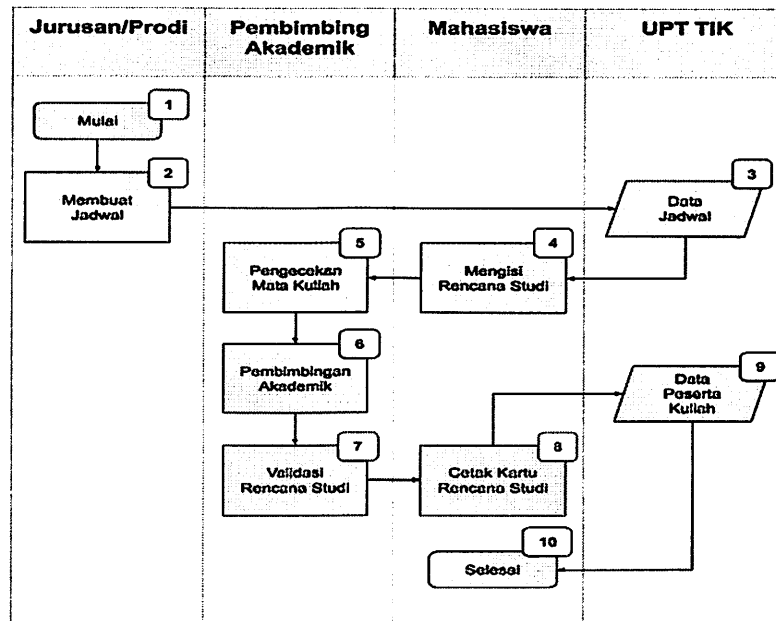 Jurusan/Prodi
Pembimbing
Akademik
Mahasiswa
UPT TIK
1
Mulai
2
Membuat
Jadwal
3
Data
Jadwal
5
Pengecekan
Mata Kuliah
4
Mengisi
Rencana Studi
6
Pembimbingan
Akademik
9
Data
Peserta
Kuliah
7
Validasi
Rencana Studi
8
Cetak Kartu
Rencana Studi
10
Selesai